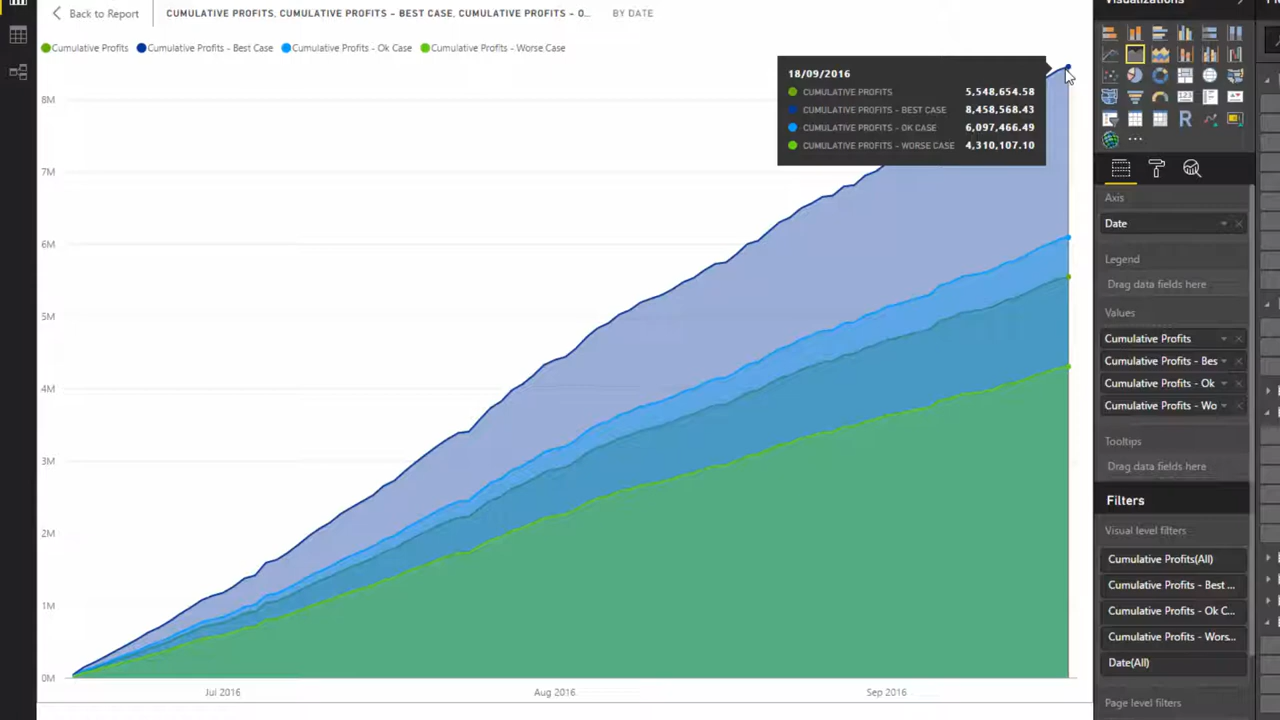 Visualizations
Back to Report
CUMULATIVE PROFITS, CUMULATIVE PROFITS – BEST CASE, CUMULATIVE PROFITS – O...
BY DATE
Cumulative Profits
Cumulative Profits - Best Case
Cumulative Profits - Ok Case
Cumulative Profits - Worse Case
18/09/2016
CUMULATIVE PROFITS 5,548,654.58
CUMULATIVE PROFITS – BEST CASE 8,458,568.43
CUMULATIVE PROFITS – OK CASE 6,097,466.49
CUMULATIVE PROFITS – WORSE CASE 4,310,107.10
8M
7M
6M
5M
4M
3M
2M
1M
0M
Jul 2016
Aug 2016
Sep 2016
R
Axis
Date
Legend
Drag data fields here
Values
Cumulative Profits
Cumulative Profits - Bes
Cumulative Profits - Ok
Cumulative Profits - Wo
Tooltips
Drag data fields here
Filters
Visual level filters
Cumulative Profits(All)
Cumulative Profits - Best ...
Cumulative Profits - Ok C...
Cumulative Profits - Wors...
Date(All)
Page level filters